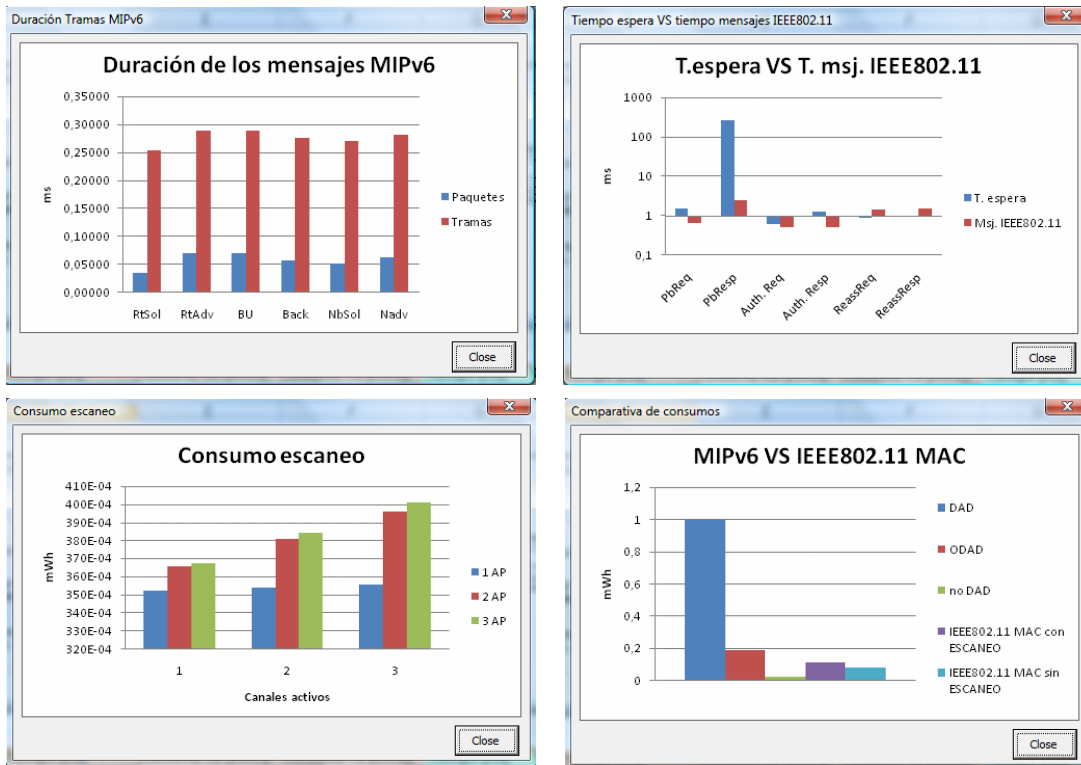 Duración Tramas MIPv6
Duración de los mensajes MIPv6
0,35000
0,30000
0,25000
0,20000
0,15000
0,10000
0,05000
0,00000
ms
RtSol RtAdv BU Back NbSol Nadv
Paquetes
Tramas
Close
Tiempo espera VS tiempo mensajes IEEE802.11
T.espera VS T. msj. IEEE802.11
1000
100
10
1
0,1
ms
PbReq PbResp Auth. Req Auth. Resp ReassReq ReassResp
T. espera
Msj. IEEE802.11
Close
Consumo escaneo
Consumo escaneo
410E-04
400E-04
390E-04
380E-04
370E-04
360E-04
350E-04
340E-04
330E-04
320E-04
mWh
1 2 3
Canales activos
1 AP
2 AP
3 AP
Close
Comparativa de consumos
MIPv6 VS IEEE802.11 MAC
1,2
1
0,8
0,6
0,4
0,2
0
mWh
DAD
ODAD
no DAD
IEEE802.11 MAC con
ESCANEO
IEEE802.11 MAC sin
ESCANEO
Close